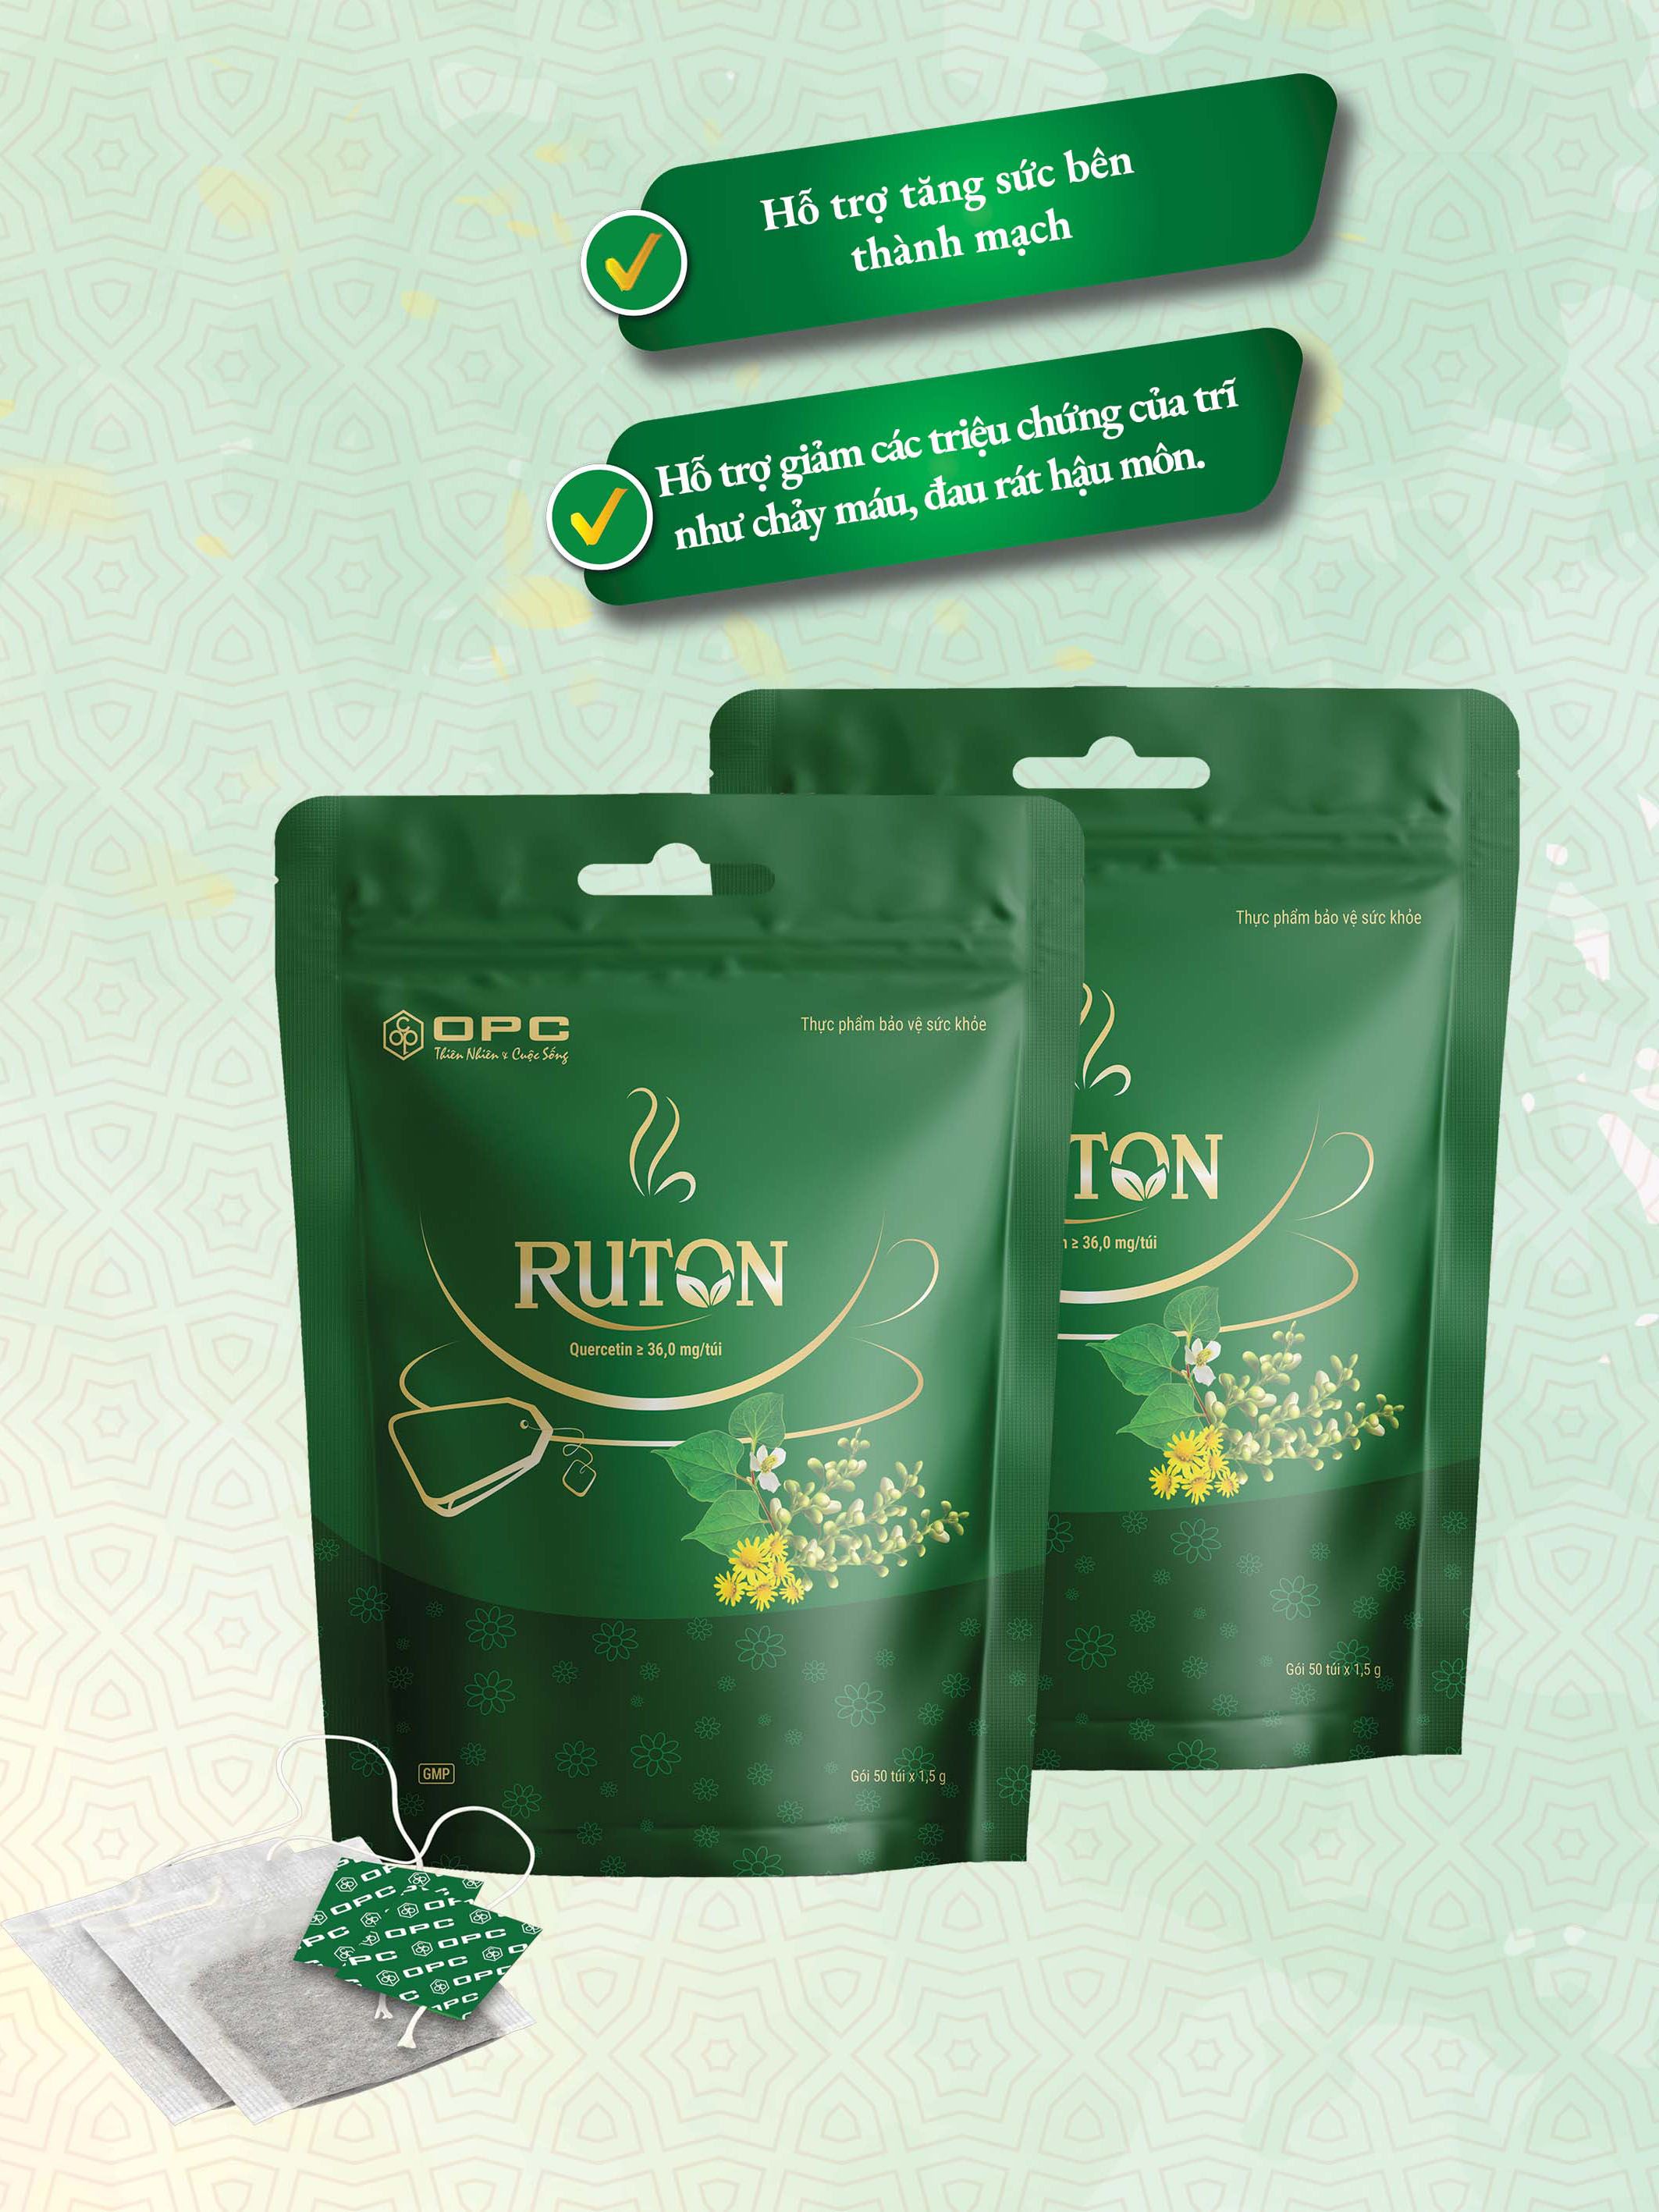 Hỗ trợ tăng sức bền
thành mạch
Hỗ trợ giảm các triệu chứng của trĩ
như chảy máu, đau rát hậu môn.
OPC
Thiên Nhiên & Cuộc Sống
Thực phẩm bảo vệ sức khỏe
RUTON
Quercetin ≥ 36,0 mg/túi
GMP
Gói 50 túi x 1,5 g
Thực phẩm bảo vệ sức khỏe
TON
≥ 36,0 mg/túi
Gói 50 túi x 1,5 g
OPC
OPC
OPC
OPC